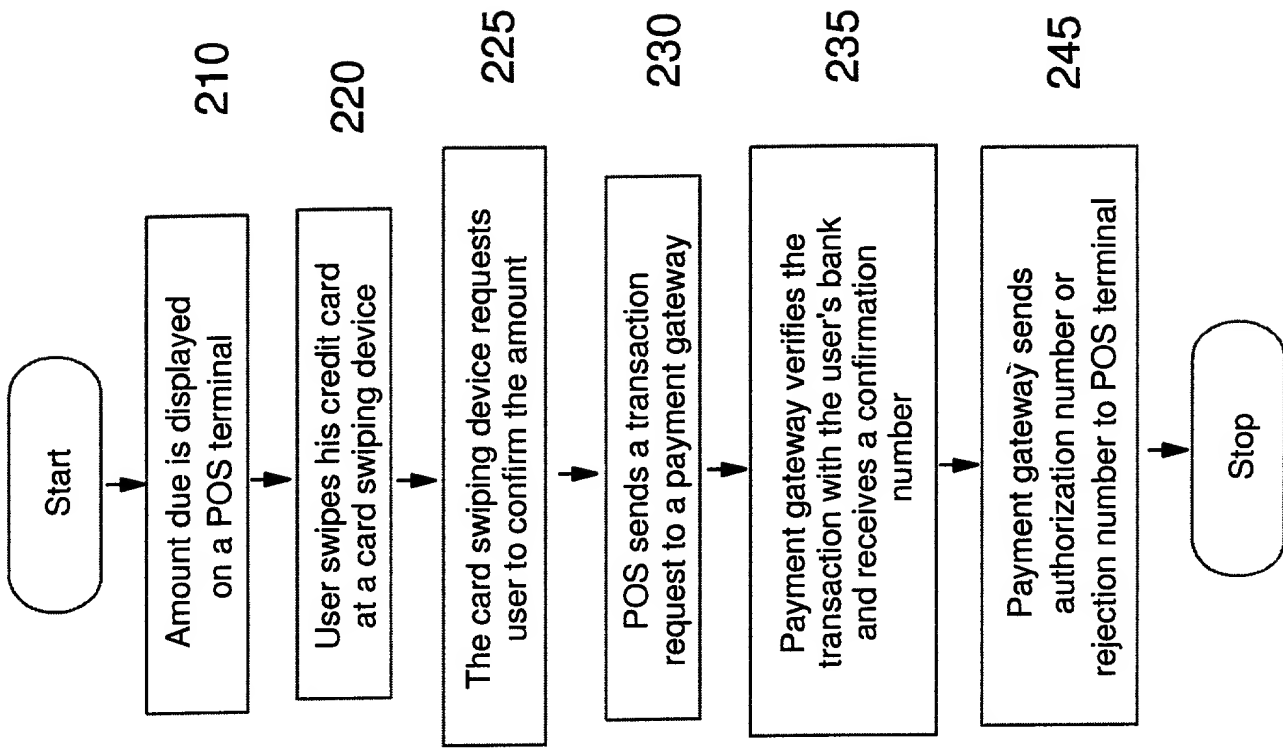 Start
Amount due is displayed
on a POS terminal
210
User swipes his credit card
at a card swiping device
220
The card swiping device requests
user to confirm the amount
225
POS sends a transaction
request to a payment gateway
230
Payment gateway verifies the
transaction with the user's bank
and receives a confirmation
number
235
Payment gateway sends
authorization number or
rejection number to POS terminal
245
Stop